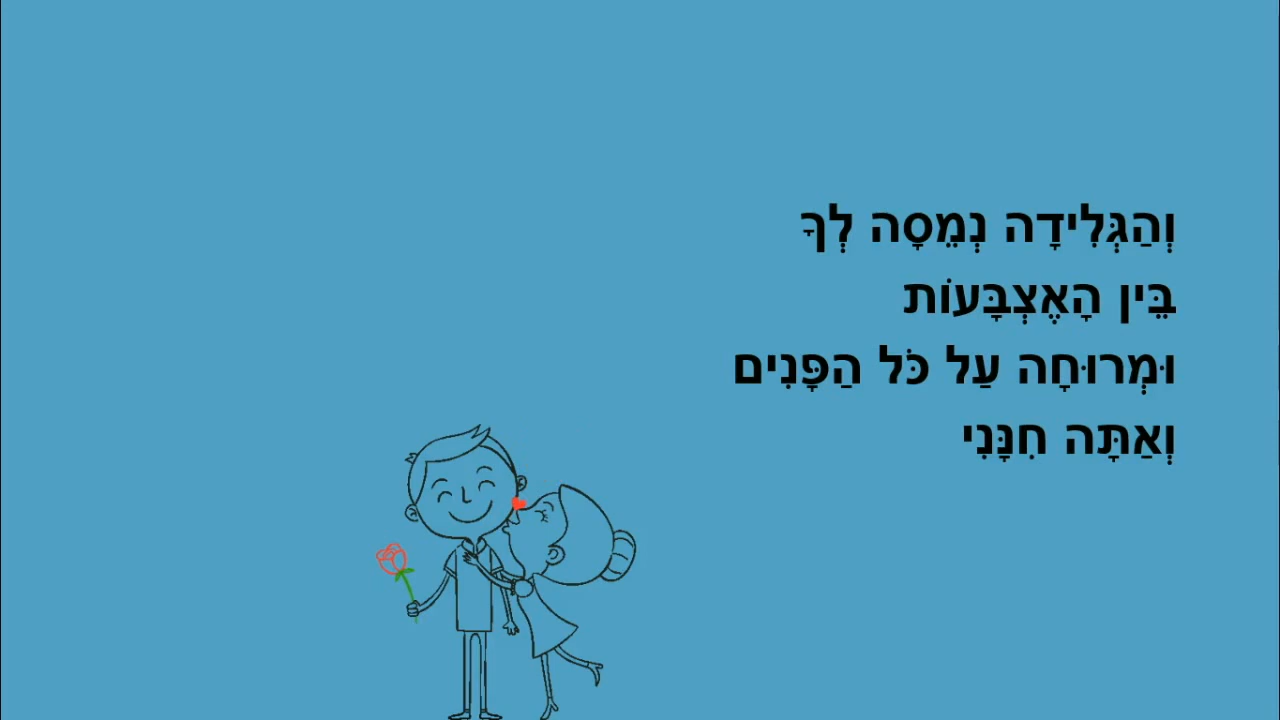 וְהַגְּלִידָה נְמֵסָה לְךָ
בֵּין הָאֶצְבָּעוֹת
וּמְרוּחָה עַל כֹּל הַפָּנִים
וְאַתָּה חִנָּנִי